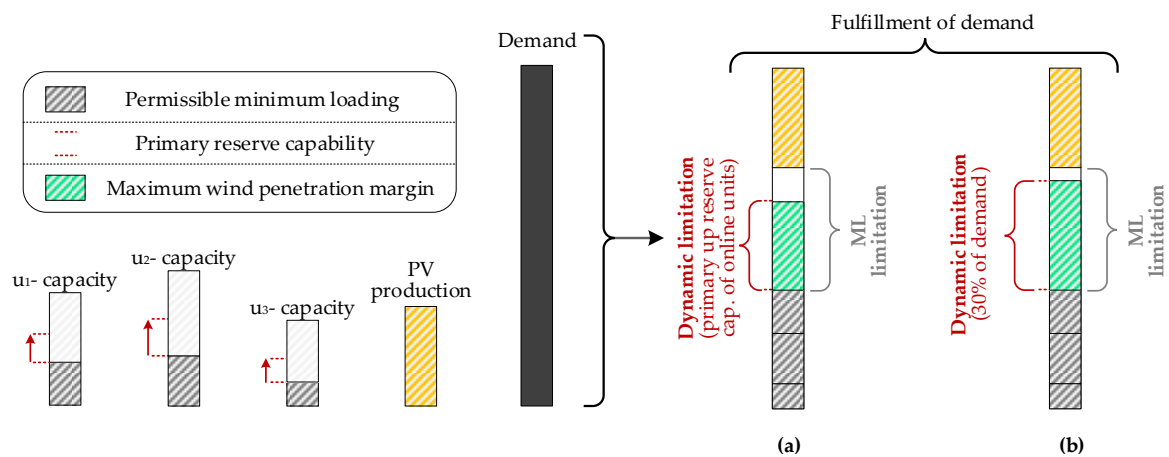 Permissible minimum loading
Primary reserve capability
Maximum wind penetration margin
u1- capacity
u2- capacity
u3- capacity
PV
production
Demand
Fulfillment of demand
Dynamic limitation
(primary up reserve
cap. of online units)
ML
limitation
(a)
Dynamic limitation
(30% of demand)
ML
limitation
(b)